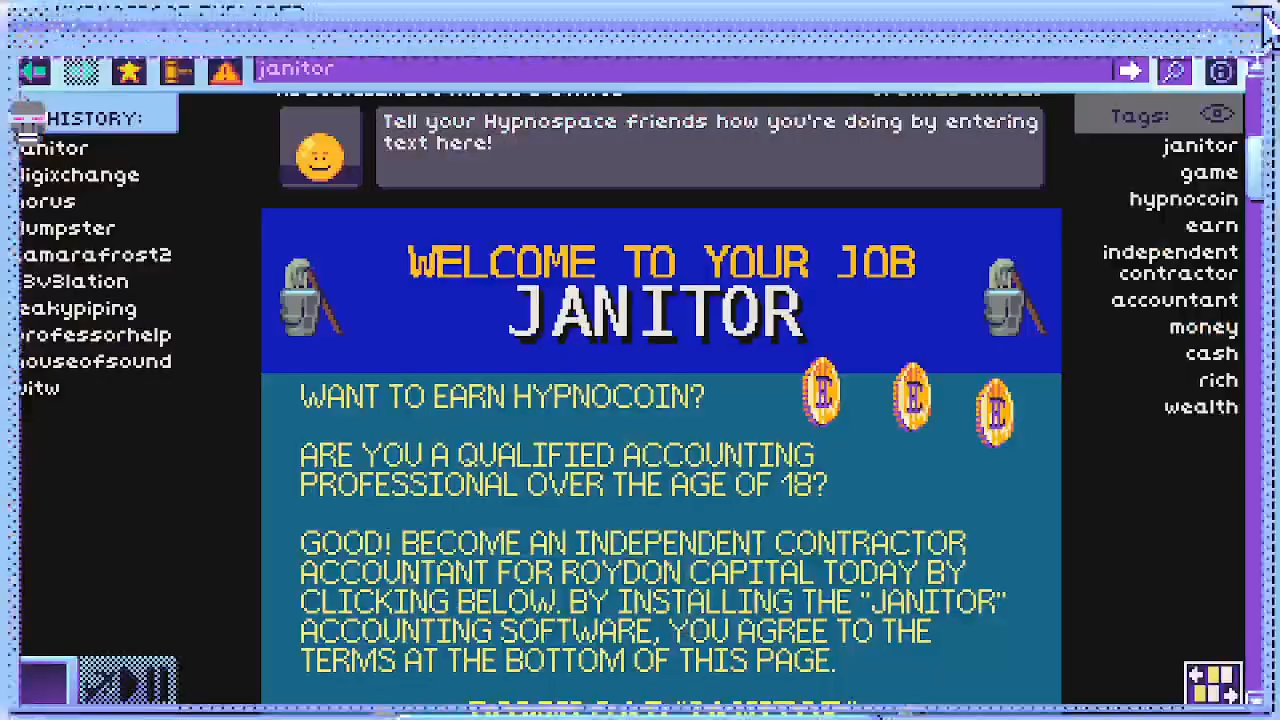 janitor
HISTORY:
anitor
igixchange
orus
umpster
amarafrost2
3v3lation
eakypiping
rofessorhelp
ouseofsound
itw
Tell your Hypnospace friends how you're doing by entering
text here!
WELCOME TO YOUR JOB
JANITOR
WANT TO EARN HYPNOCOIN?
ARE YOU A QUALIFIED ACCOUNTING
PROFESSIONAL OVER THE AGE OF 18?
GOOD! BECOME AN INDEPENDENT CONTRACTOR
ACCOUNTANT FOR ROYDON CAPITAL TODAY BY
CLICKING BELOW. BY INSTALLING THE "JANITOR"
ACCOUNTING SOFTWARE, YOU AGREE TO THE
TERMS AT THE BOTTOM OF THIS PAGE.
Tags:
janitor
game
hypnocoin
earn
independent
contractor
accountant
money
cash
rich
wealth